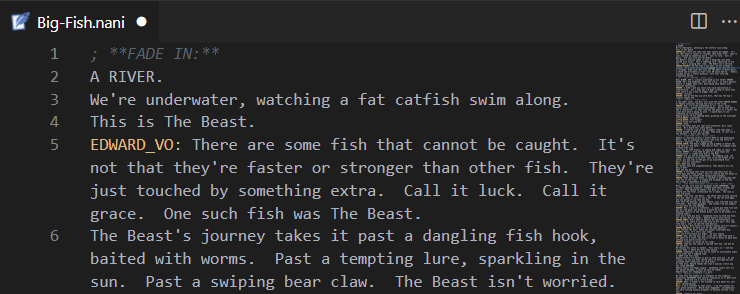 Big-Fish.nani
1 ; **FADE IN:**
2 A RIVER.
3 We're underwater, watching a fat catfish swim along.
4 This is The Beast.
5 EDWARD_VO: There are some fish that cannot be caught.  It's
not that they're faster or stronger than other fish.  They're
just touched by something extra.  Call it luck.  Call it
grace.  One such fish was The Beast.
6 The Beast's journey takes it past a dangling fish hook,
baited with worms.  Past a tempting lure, sparkling in the
sun.  Past a swiping bear claw.  The Beast isn't worried.